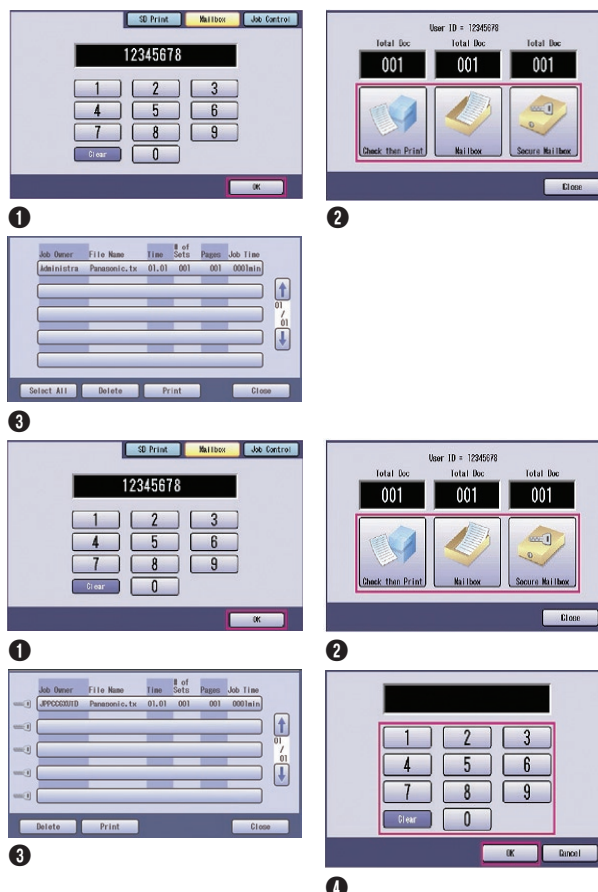 SD Print Mailbox Job Control
12345678
1 2 3
4 5 6
7 8 9
Clear 0
OK
❶
User ID = 12345678
Total Doc Total Doc Total Doc
001 001 001
Check then Print Mailbox Secure Mailbox
Close
❷
Job Owner File Name Time # of Sets Pages Job Time
Administra Panasonic.tx 01.01 001 001 0001min
01
/
01
Select All Delete Print Close
❸
SD Print Mailbox Job Control
12345678
1 2 3
4 5 6
7 8 9
Clear 0
OK
❶
User ID = 12345678
Total Doc Total Doc Total Doc
001 001 001
Check then Print Mailbox Secure Mailbox
Close
❷
Job Owner File Name Time # of Sets Pages Job Time
Panasonic.tx 01.01 001 001 0001min
01
/
01
Delete Print Close
❸
1 2 3
4 5 6
7 8 9
Clear 0
OK Cancel
❹